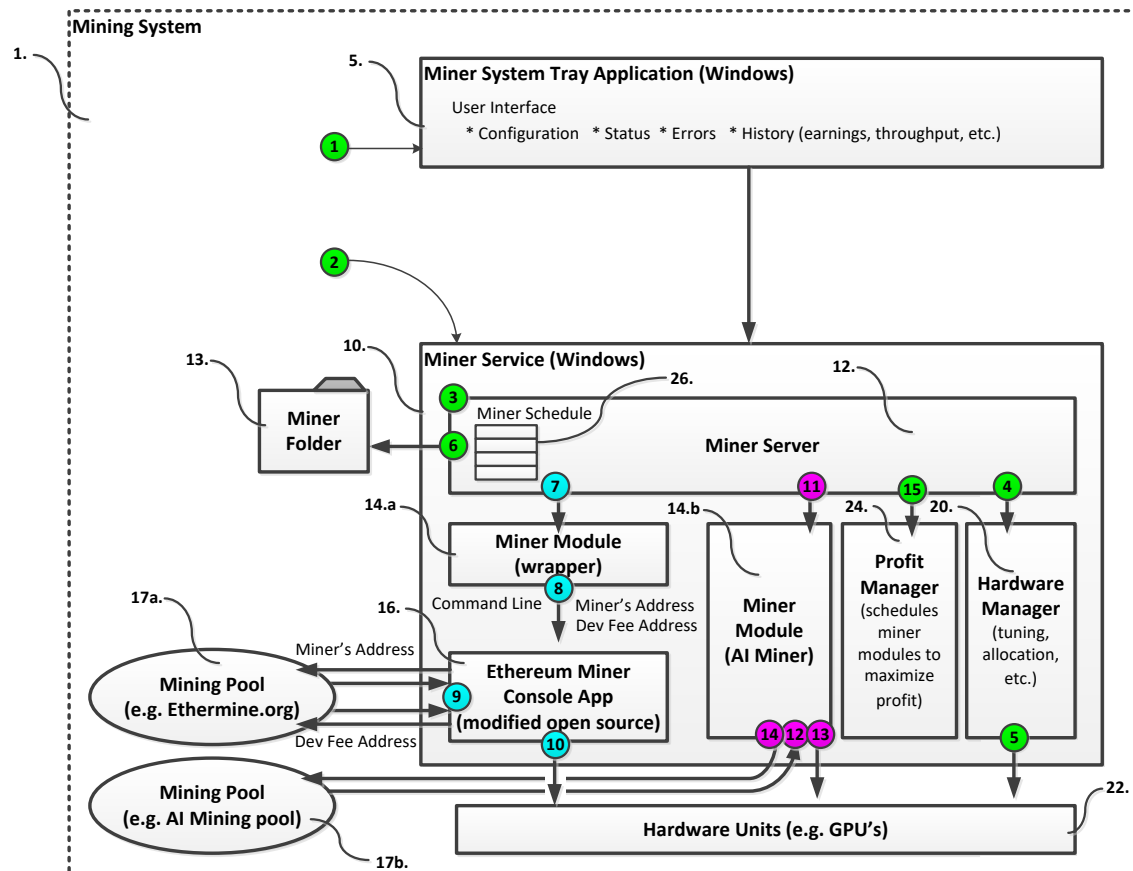 Mining System
1.
5.
Miner System Tray Application (Windows)
User Interface
* Configuration * Status * Errors * History (earnings, throughput, etc.)
1
2
10.
Miner Service (Windows)
13.
26.
12.
3
Miner Schedule
Miner
Folder
6
Miner Server
7
11
15
4
14.a
14.b
24.
20.
Miner Module
(wrapper)
8
Command Line
Miner's Address
Dev Fee Address
Miner
Module
(AI Miner)
Profit
Manager
(schedules
miner
modules to
maximize
profit)
Hardware
Manager
(tuning,
allocation,
etc.)
17a.
16.
Miner's Address
Mining Pool
(e.g. Ethermine.org)
9
Ethereum Miner
Console App
(modified open source)
Dev Fee Address
10
14
12
13
5
Mining Pool
(e.g. AI Mining pool)
17b.
22.
Hardware Units (e.g. GPU's)